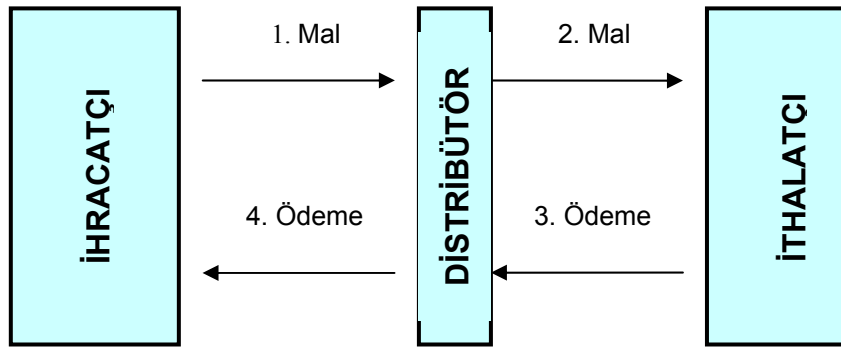 1. Mal
2. Mal
İHRACATÇI
DİSTRİBÜTÖR
İTHALATÇI
4. Ödeme
3. Ödeme